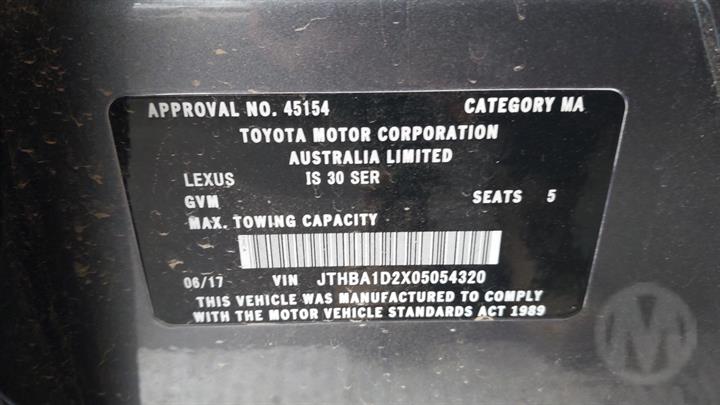 APPROVAL NO. 45154 CATEGORY MA
TOYOTA MOTOR CORPORATION
AUSTRALIA LIMITED
LEXUS IS 30 SER
GVM SEATS 5
MAX. TOWING CAPACITY
06/17 VIN JTHBA1D2X05054320
THIS VEHICLE WAS MANUFACTURED TO COMPLY
WITH THE MOTOR VEHICLE STANDARDS ACT 1989
M